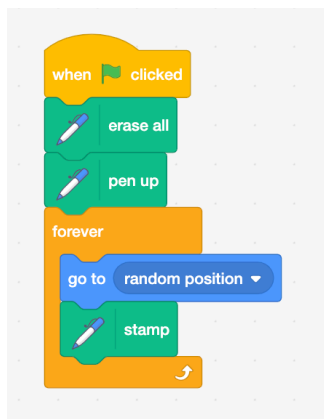 when clicked
erase all
pen up
forever
go to random position
stamp